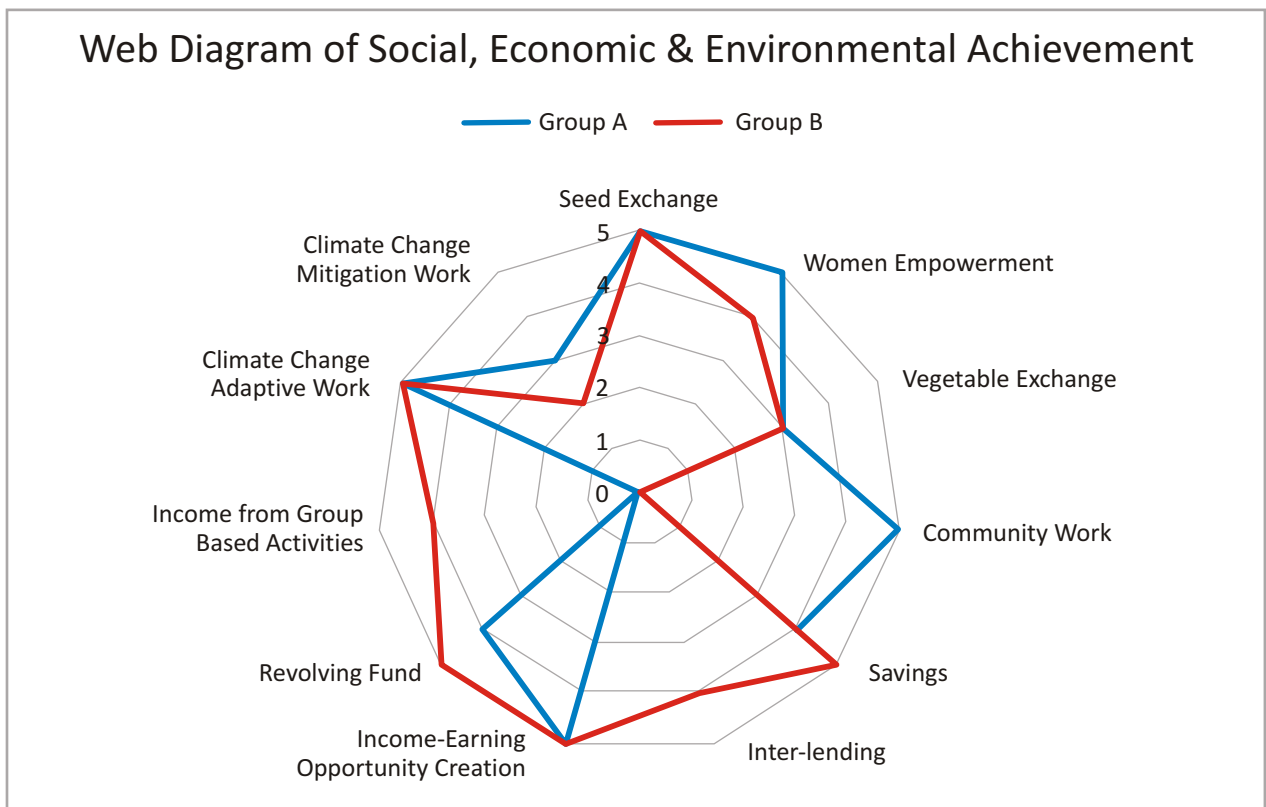 Web Diagram of Social, Economic & Environmental Achievement
Group A
Group B
Seed Exchange
Women Empowerment
Vegetable Exchange
Community Work
Savings
Inter-lending
Income-Earning
Opportunity Creation
Revolving Fund
Income from Group
Based Activities
Climate Change
Adaptive Work
Climate Change
Mitigation Work
5
4
3
2
1
0